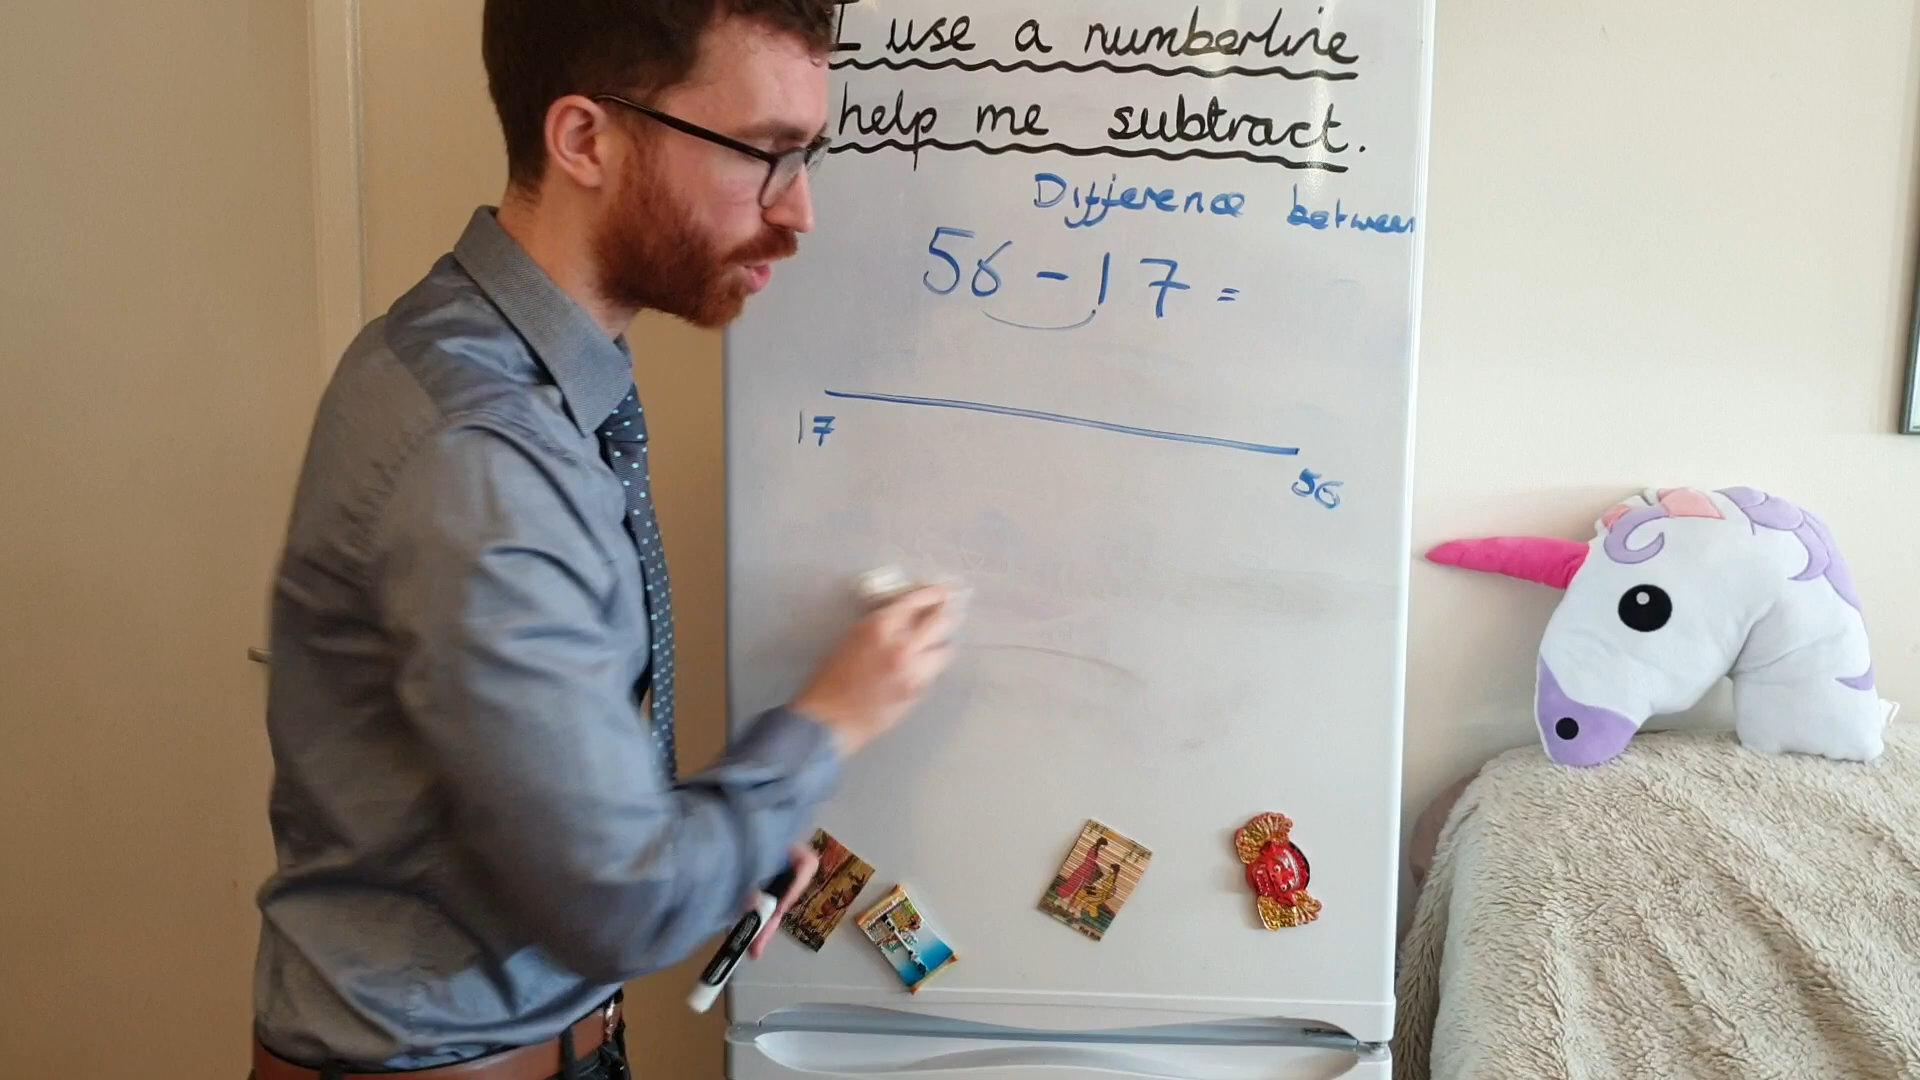 I use a numberline
help me subtract.
Difference between
56 - 17 =
17
56